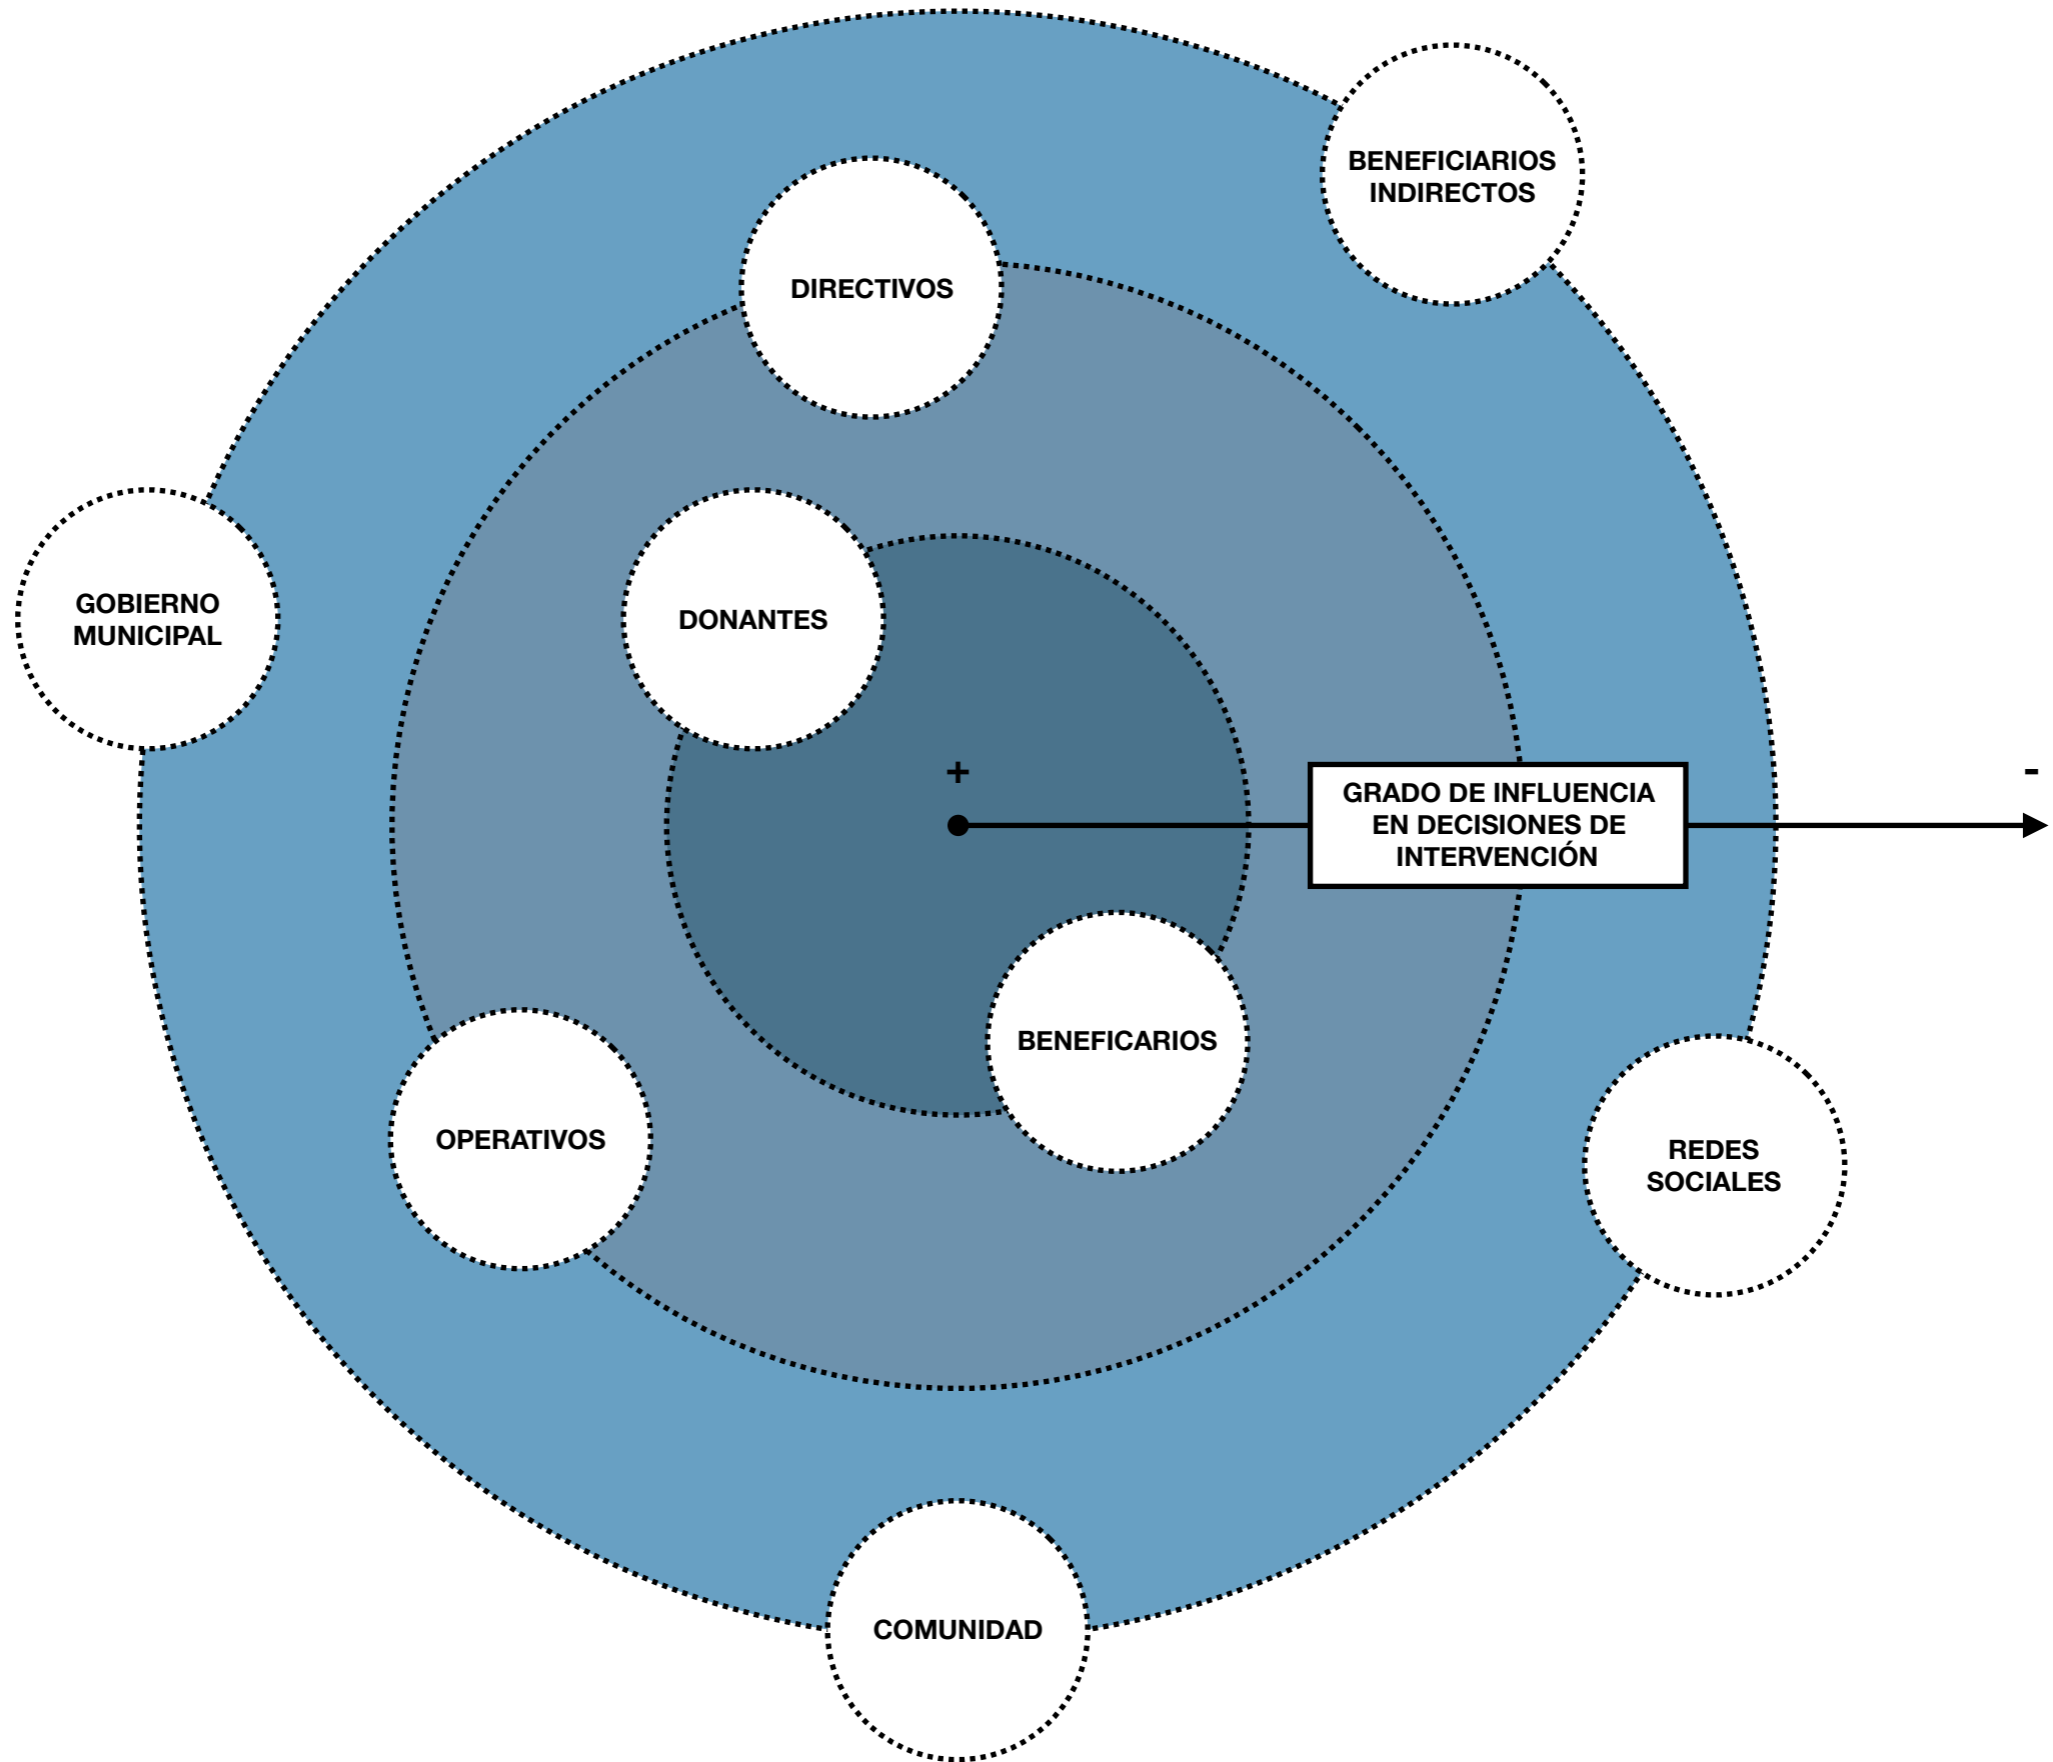 BENEFICIARIOS
INDIRECTOS
DIRECTIVOS
GOBIERNO
MUNICIPAL
DONANTES
+
-
GRADO DE INFLUENCIA
EN DECISIONES DE
INTERVENCIÓN
BENEFICARIOS
OPERATIVOS
REDES
SOCIALES
COMUNIDAD